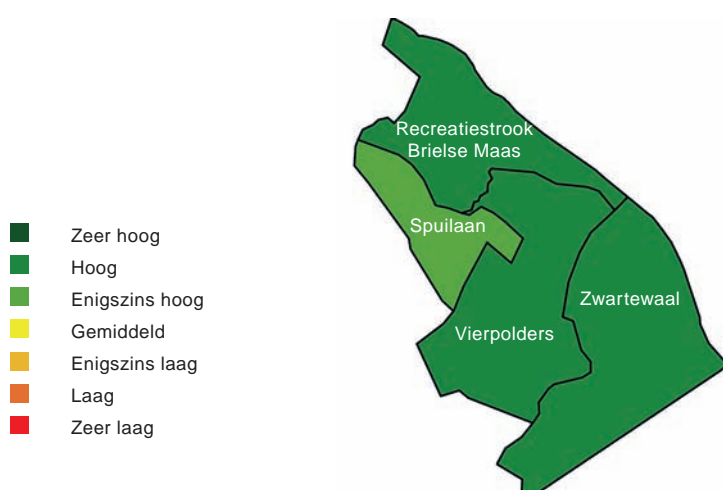 Recreatiestrook
Brielse Maas
Spuilaan
Zwartewaal
Vierpolders
Zeer hoog
Hoog
Enigszins hoog
Gemiddeld
Enigszins laag
Laag
Zeer laag